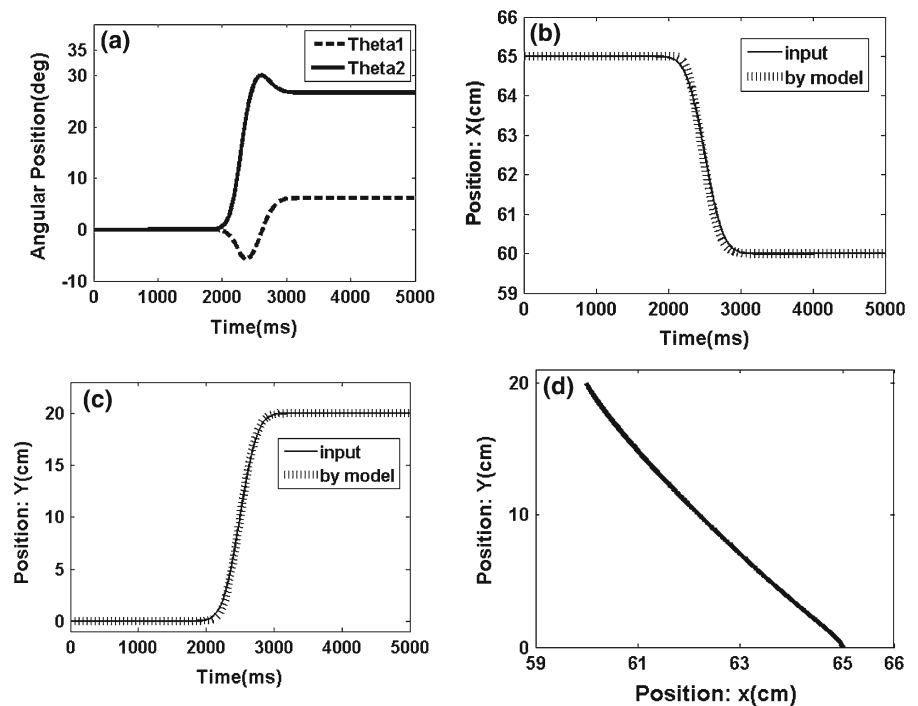 (a)
Theta1
Theta2
Angular Position(deg)
40
30
20
10
0
-10
0 1000 2000 3000 4000 5000
Time(ms)
(b)
input
by model
Position: X(cm)
66
65
64
63
62
61
60
59
0 1000 2000 3000 4000 5000
Time(ms)
(c)
input
by model
Position: Y(cm)
20
15
10
5
0
0 1000 2000 3000 4000 5000
Time(ms)
(d)
Position: Y(cm)
20
10
0
59 61 63 65 66
Position: x(cm)